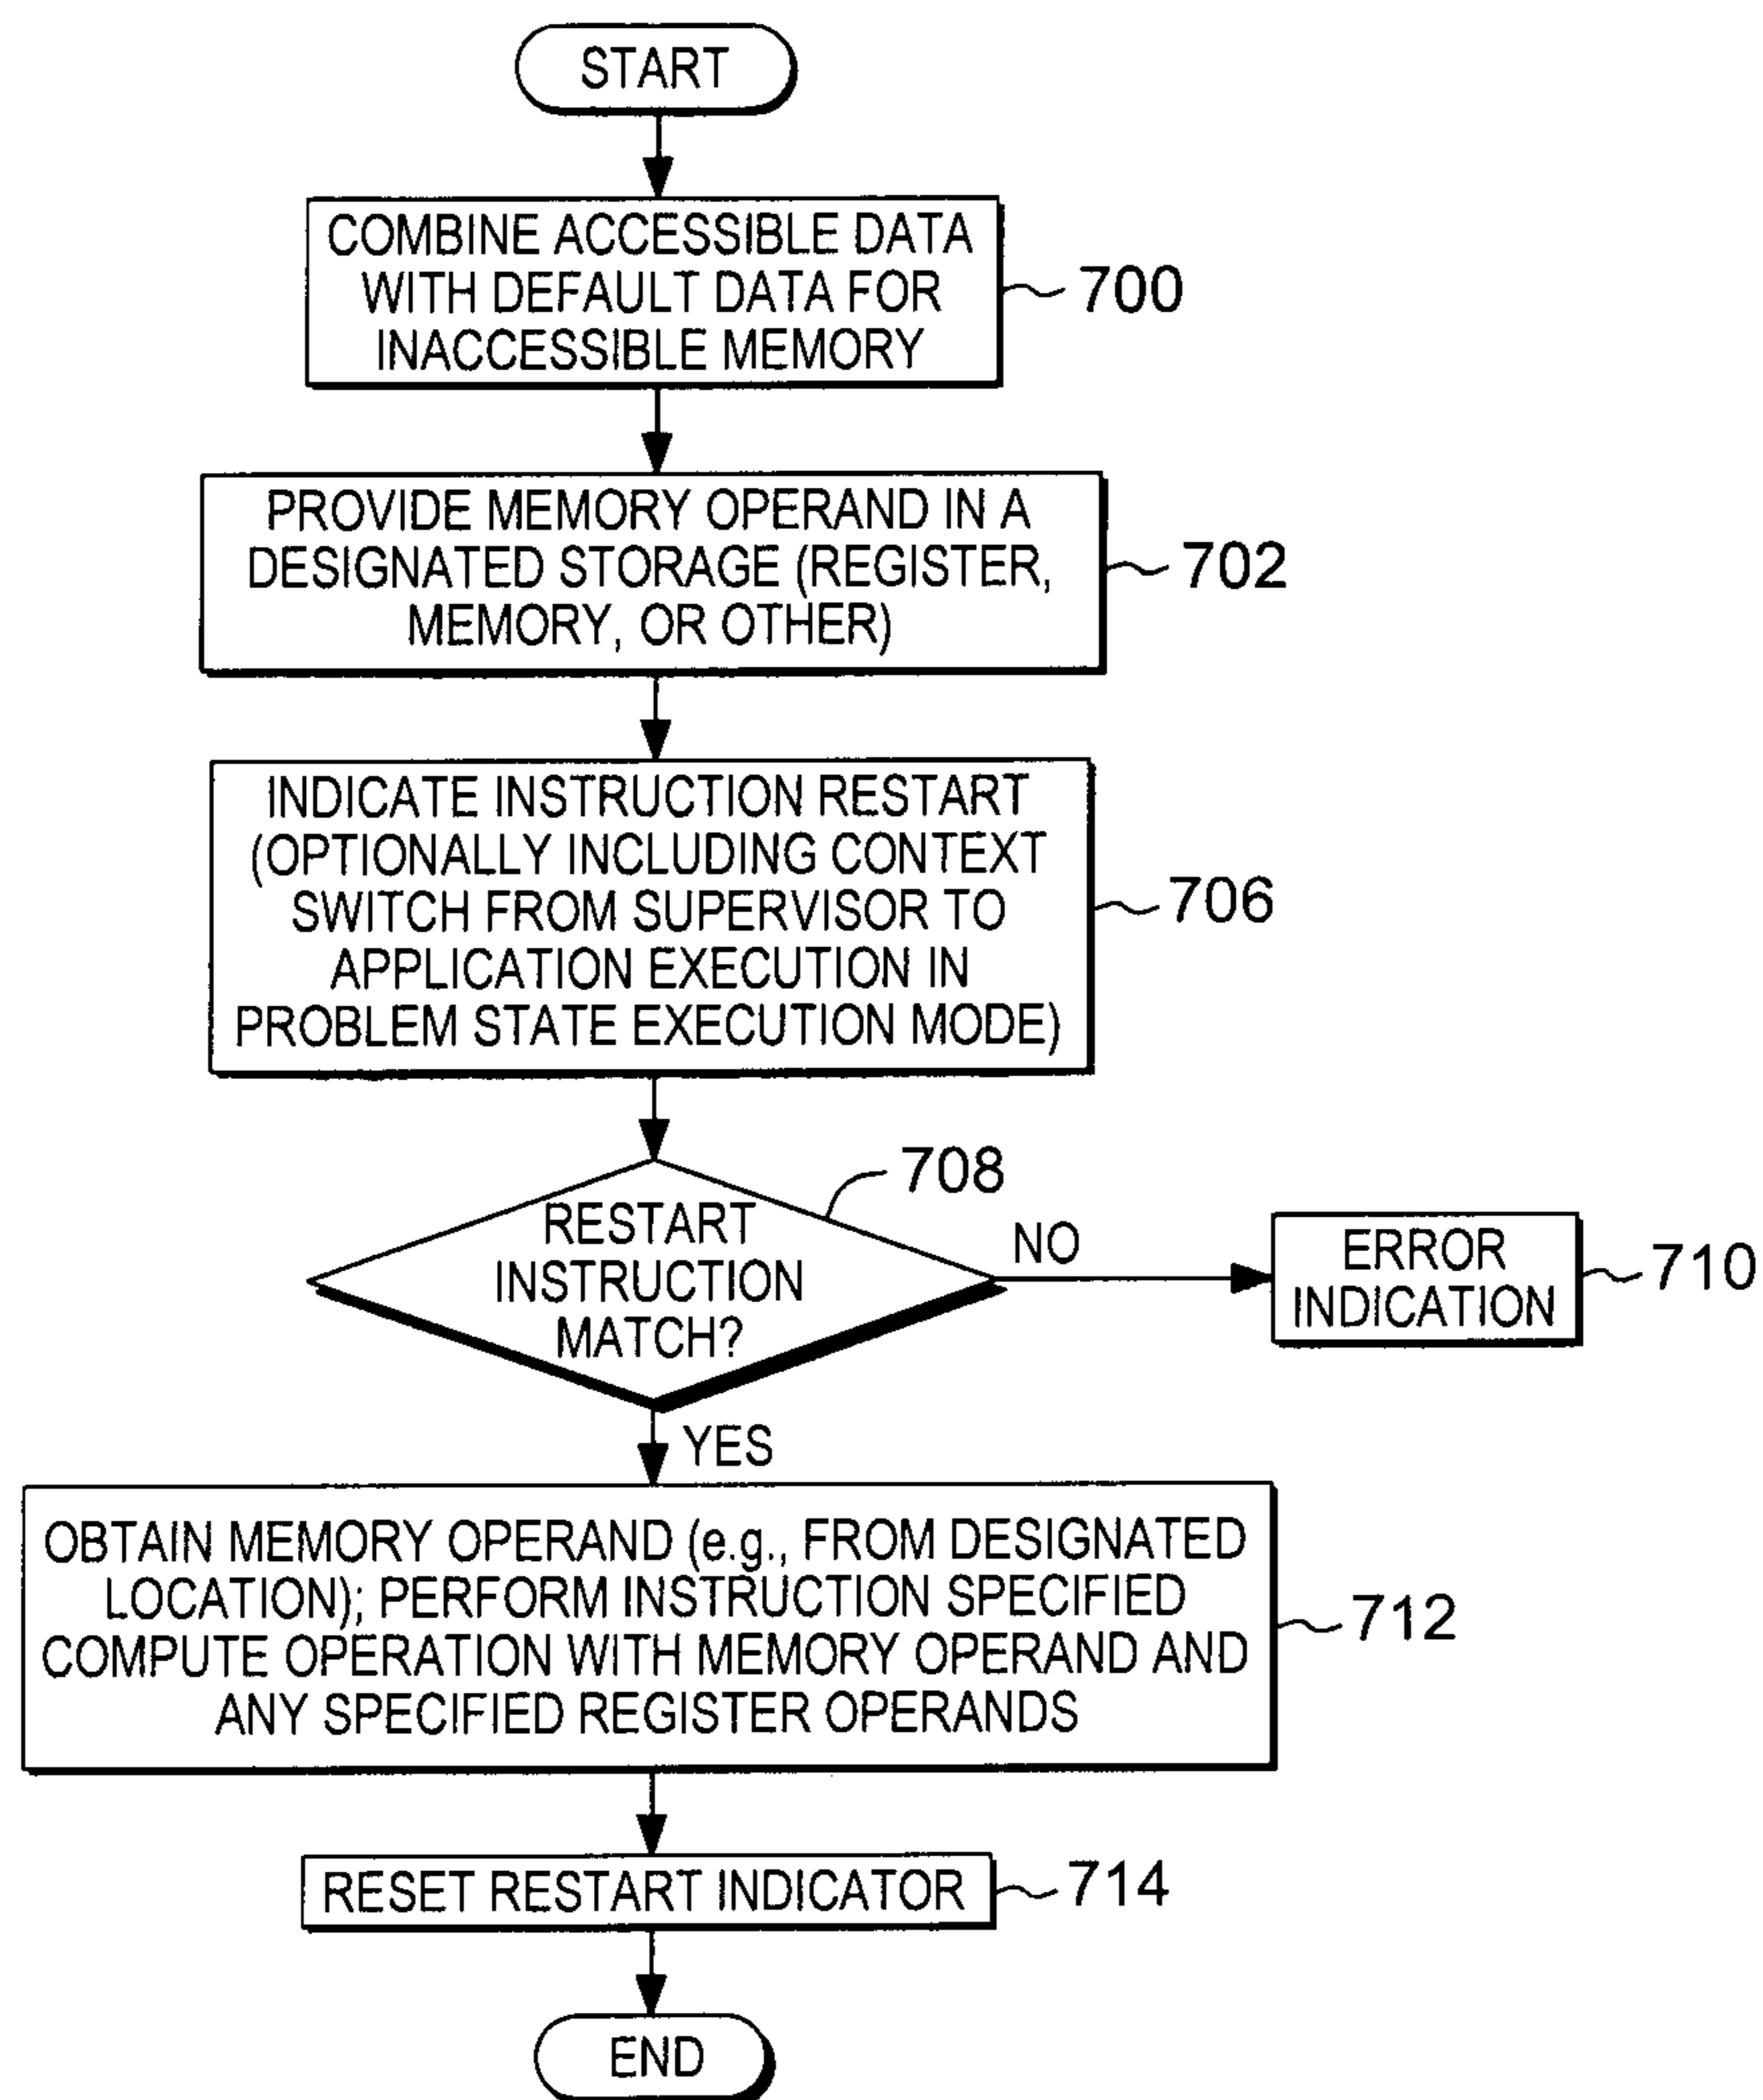 START
COMBINE ACCESSIBLE DATA
WITH DEFAULT DATA FOR
INACCESSIBLE MEMORY
700
PROVIDE MEMORY OPERAND IN A
DESIGNATED STORAGE (REGISTER,
MEMORY, OR OTHER)
702
INDICATE INSTRUCTION RESTART
(OPTIONALLY INCLUDING CONTEXT
SWITCH FROM SUPERVISOR TO
APPLICATION EXECUTION IN
PROBLEM STATE EXECUTION MODE)
706
708
RESTART
INSTRUCTION
MATCH?
NO
ERROR
INDICATION
710
YES
OBTAIN MEMORY OPERAND (e.g., FROM DESIGNATED
LOCATION); PERFORM INSTRUCTION SPECIFIED
COMPUTE OPERATION WITH MEMORY OPERAND AND
ANY SPECIFIED REGISTER OPERANDS
712
RESET RESTART INDICATOR
714
END